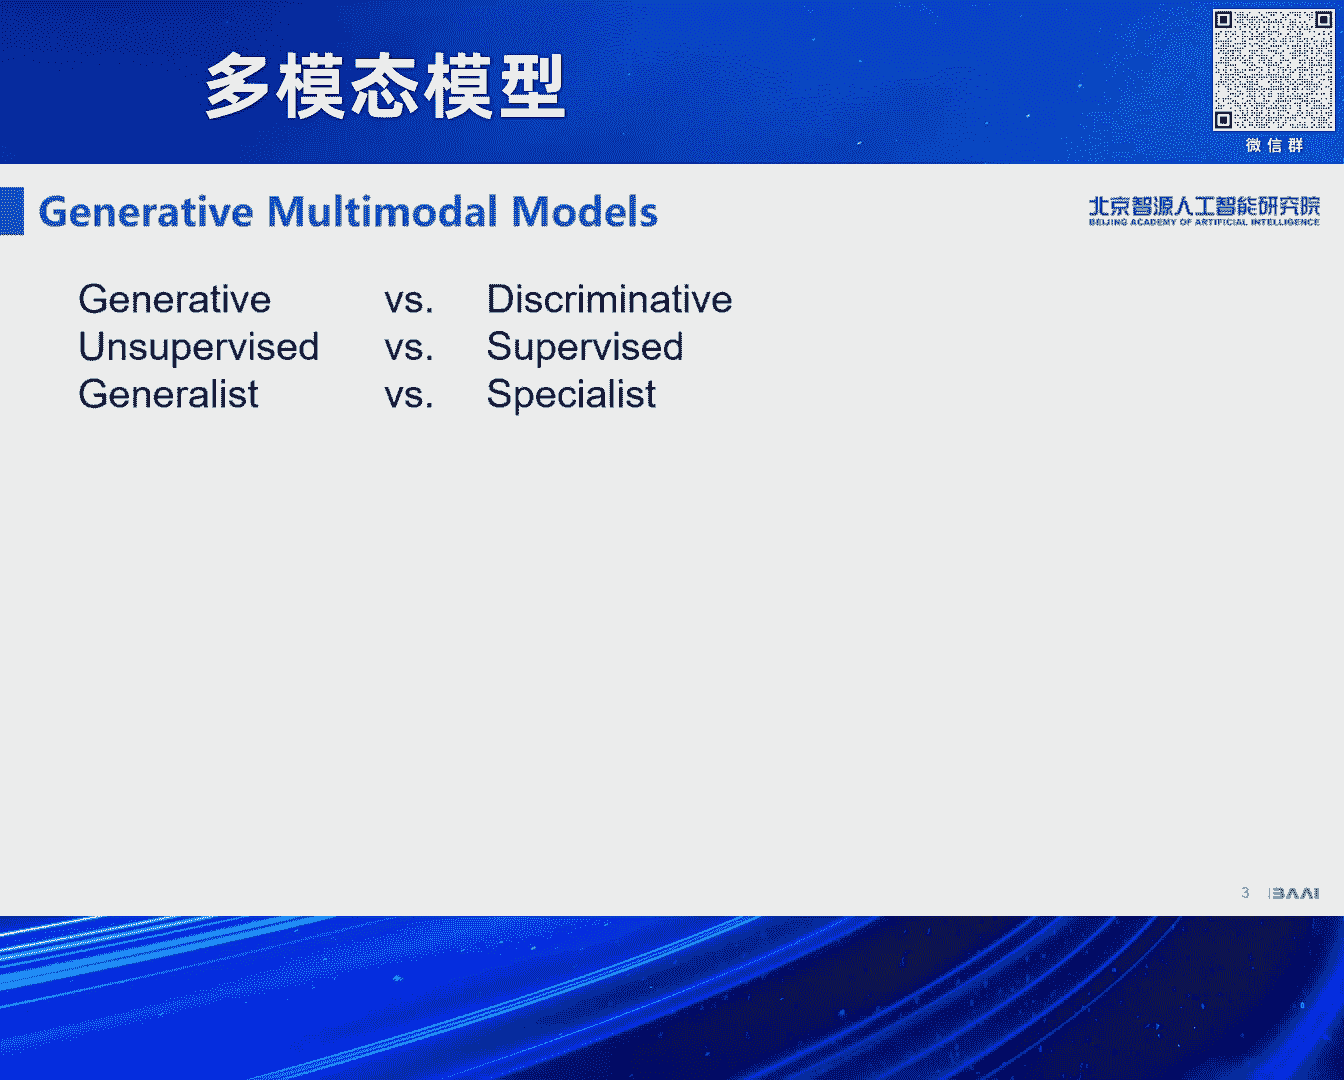 多模态模型
微信群
Generative Multimodal Models
北京智源人工智能研究院
BEIJING ACADEMY OF ARTIFICIAL INTELLIGENCE
Generative vs. Discriminative
Unsupervised vs. Supervised
Generalist vs. Specialist
3 BAAI